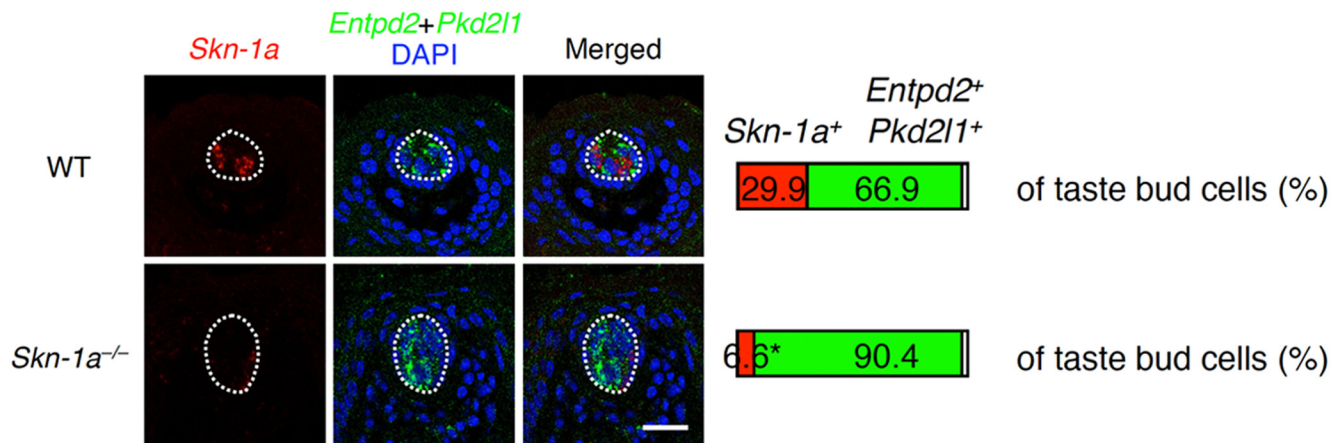 Skn-1a
Entpd2+Pkd2l1
DAPI
Merged
Entpd2+
Skn-1a+ Pkd2l1+
WT
29.9 66.9 of taste bud cells (%)
Skn-1a–/–
6.6* 90.4 of taste bud cells (%)